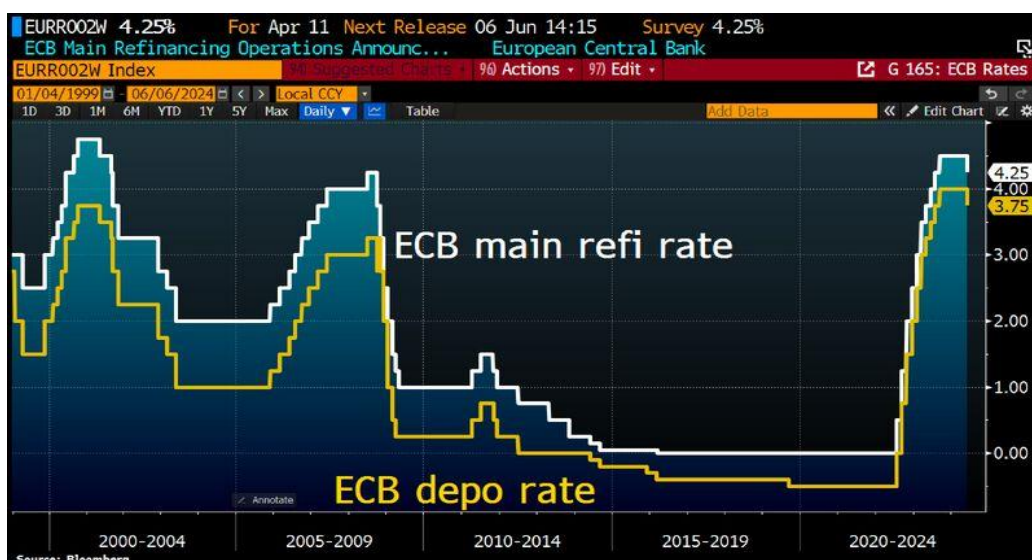 EURR002W 4.25% For Apr 11 Next Release 06 Jun 14:15 Survey 4.25%
ECB Main Refinancing Operations Announc... European Central Bank
EURR002W Index 94) Suggested Charts 96) Actions 97) Edit G 165: ECB Rates
01/04/1999 - 06/06/2024 < > Local CCY
1D 3D 1M 6M YTD 1Y 5Y Max Daily ▼ Table Add Data « Edit Chart
4.25
4.00
3.75
ECB main refi rate
3.00
2.00
1.00
0.00
ECB depo rate
Annotate
2000-2004 2005-2009 2010-2014 2015-2019 2020-2024
Source: Bloomberg